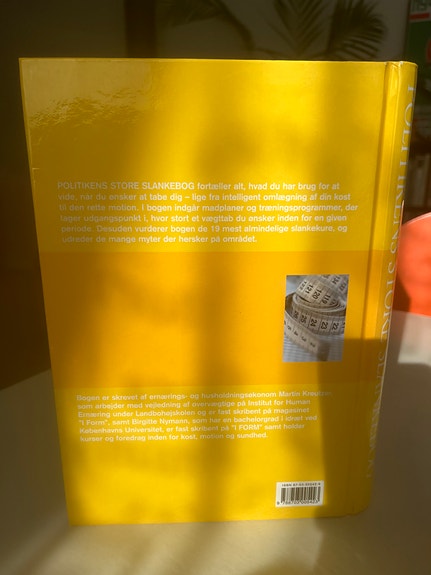 POLITIKENS STORE SLANKEBOG fortæller alt, hvad du har brug for at
vide, når du ønsker at tabe dig – lige fra intelligent omlægning af din kost
til den rette motion. I bogen indgår madplaner og træningsprogrammer, der
tager udgangspunkt i, hvor stort et vægttab du ønsker inden for en given
periode. Desuden vurderer bogen de 19 mest almindelige slankekure, og
udreder de mange myter der hersker på området.
121
120
119
Bogen er skrevet af ernærings- og husholdningsøkonom Martin Kreutzer,
som arbejder med vejledning af overvægtige på Institut for Human
Ernæring under Landbohøjskolen og er fast skribent på magasinet
"I Form", samt Birgitte Nymann, som har en bachelorgrad i idræt ved
Københavns Universitet, er fast skribent på "I FORM" samt holder
kurser og foredrag inden for kost, motion og sundhed.
POLITIKENS STORE